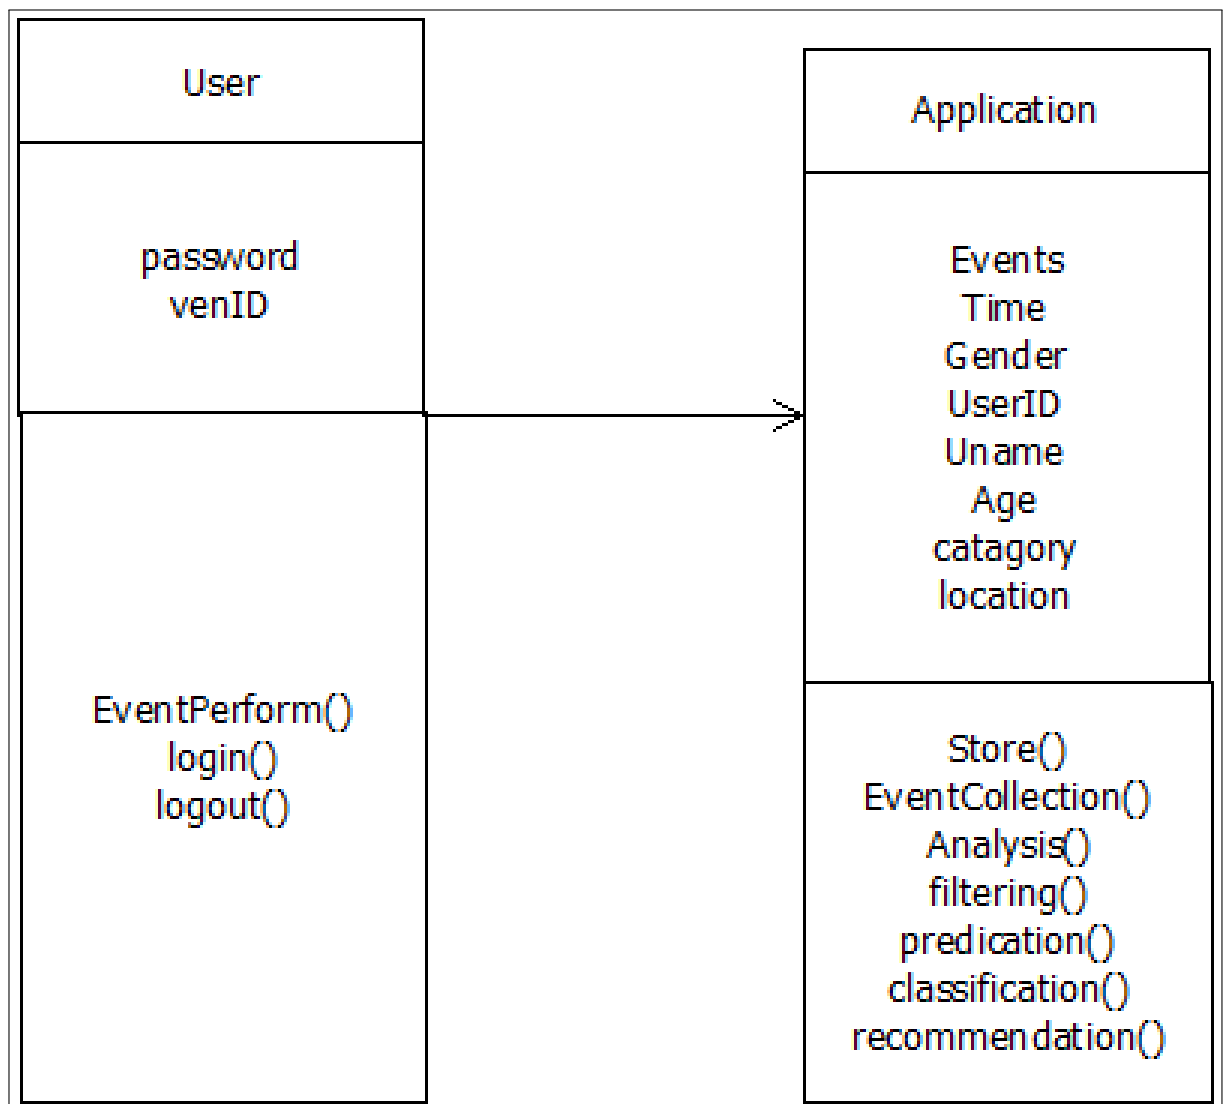 User
password
venID
EventPerform()
login()
logout()
Application
Events
Time
Gender
UserID
Uname
Age
catagory
location
Store()
EventCollection()
Analysis()
filtering()
predication()
classification()
recommendation()